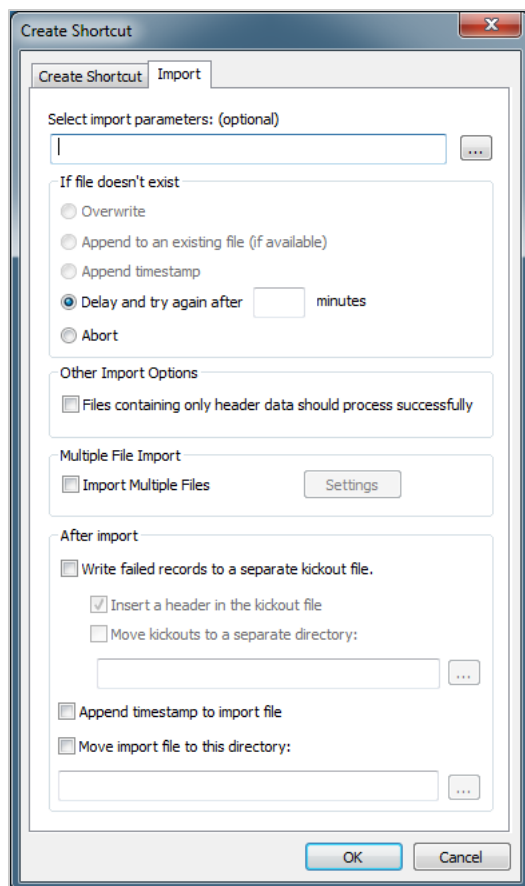 Create Shortcut
X
Create Shortcut Import
Select import parameters: (optional)
...
If file doesn't exist
Overwrite
Append to an existing file (if available)
Append timestamp
Delay and try again after minutes
Abort
Other Import Options
Files containing only header data should process successfully
Multiple File Import
Import Multiple Files Settings
After import
Write failed records to a separate kickout file.
Insert a header in the kickout file
Move kickouts to a separate directory:
...
Append timestamp to import file
Move import file to this directory:
...
OK Cancel